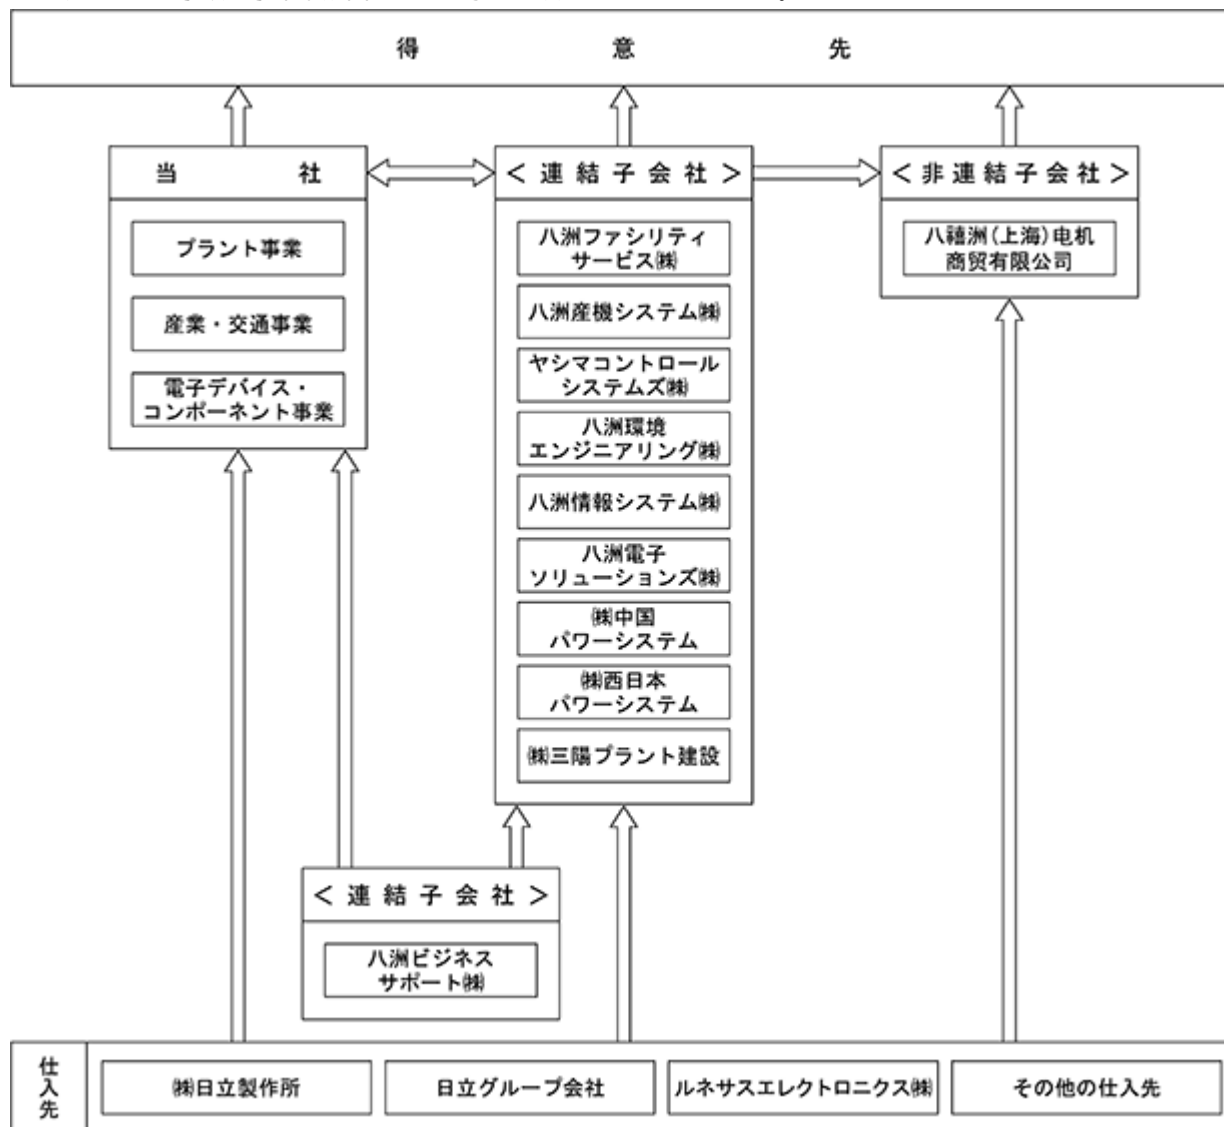 得意先
当社
＜連結子会社＞
＜非連結子会社＞
プラント事業
産業・交通事業
電子デバイス・
コンポーネント事業
八洲ファシリティ
サービス㈱
八洲産機システム㈱
ヤシマコントロール
システムズ㈱
八洲環境
エンジニアリング㈱
八洲情報システム㈱
八洲電子
ソリューションズ㈱
㈱中国
パワーシステム
㈱西日本
パワーシステム
㈱三陽プラント建設
八禧洲(上海)电机
商贸有限公司
＜連結子会社＞
八洲ビジネス
サポート㈱
仕入先
㈱日立製作所
日立グループ会社
ルネサスエレクトロニクス㈱
その他の仕入先